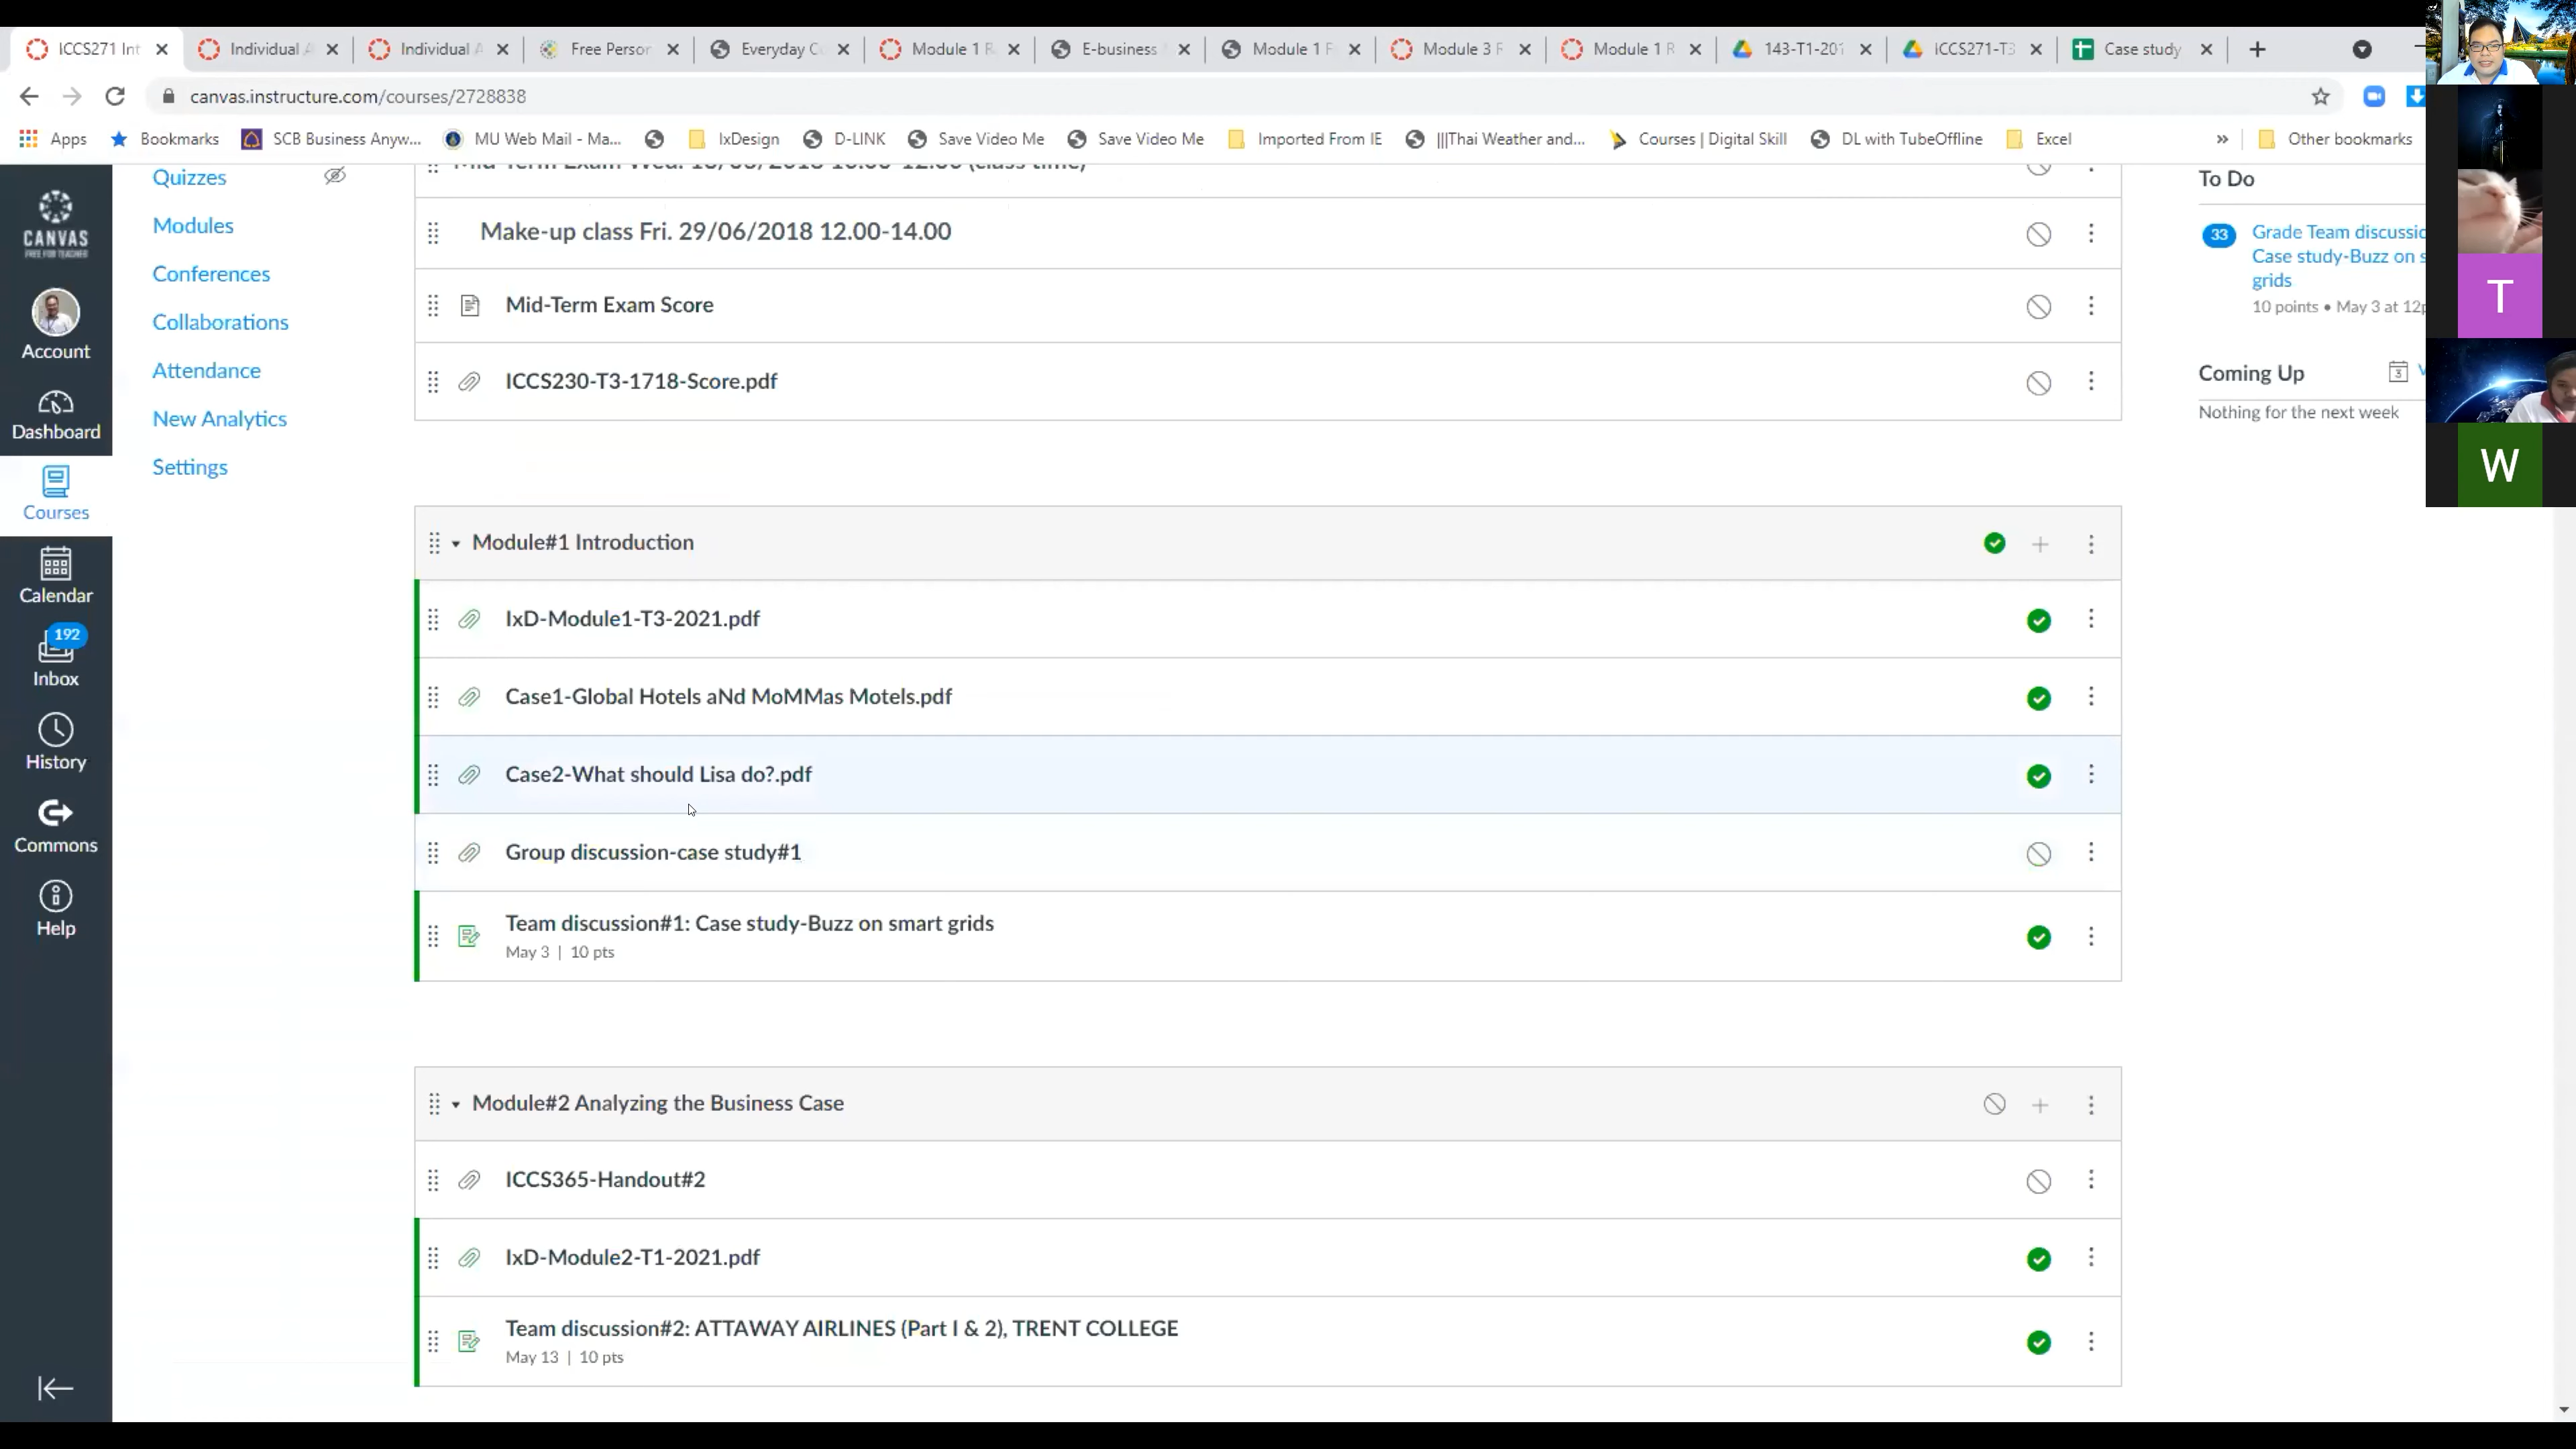 ICCS271 Int
Individual A
Individual A
Free Person
Everyday Co
Module 1 R
E-business
Module 1 F
Module 3 R
Module 1 R
143-T1-201
ICCS271-T3
Case study
canvas.instructure.com/courses/2728838
Apps
Bookmarks
SCB Business Anyw...
MU Web Mail - Ma...
IxDesign
D-LINK
Save Video Me
Save Video Me
Imported From IE
|||Thai Weather and...
Courses | Digital Skill
DL with TubeOffline
Excel
»
Other bookmarks
CANVAS
FREE FOR TEACHER
Account
Dashboard
Courses
Calendar
192
Inbox
History
Commons
Help
Quizzes
Modules
Conferences
Collaborations
Attendance
New Analytics
Settings
(class time)
Make-up class Fri. 29/06/2018 12.00-14.00
Mid-Term Exam Score
ICCS230-T3-1718-Score.pdf
Module#1 Introduction
IxD-Module1-T3-2021.pdf
Case1-Global Hotels aNd MoMMas Motels.pdf
Case2-What should Lisa do?.pdf
Group discussion-case study#1
Team discussion#1: Case study-Buzz on smart grids
May 3 | 10 pts
Module#2 Analyzing the Business Case
ICCS365-Handout#2
IxD-Module2-T1-2021.pdf
Team discussion#2: ATTAWAY AIRLINES (Part I & 2), TRENT COLLEGE
May 13 | 10 pts
To Do
33
Grade Team discussic
Case study-Buzz on s
grids
10 points • May 3 at 12p
Coming Up
3
Nothing for the next week
T
W